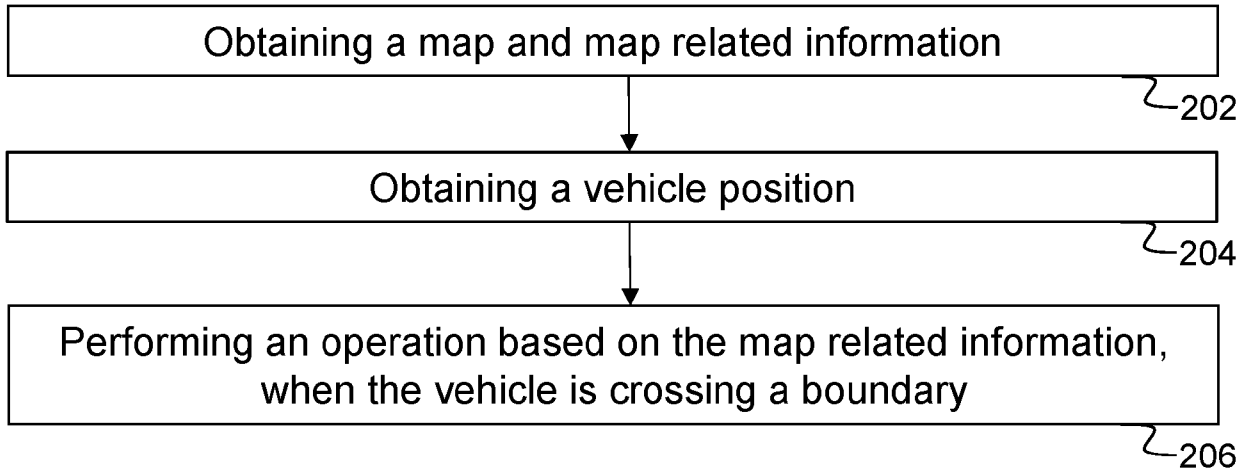 Obtaining a map and map related information
202
Obtaining a vehicle position
204
Performing an operation based on the map related information,
when the vehicle is crossing a boundary
206